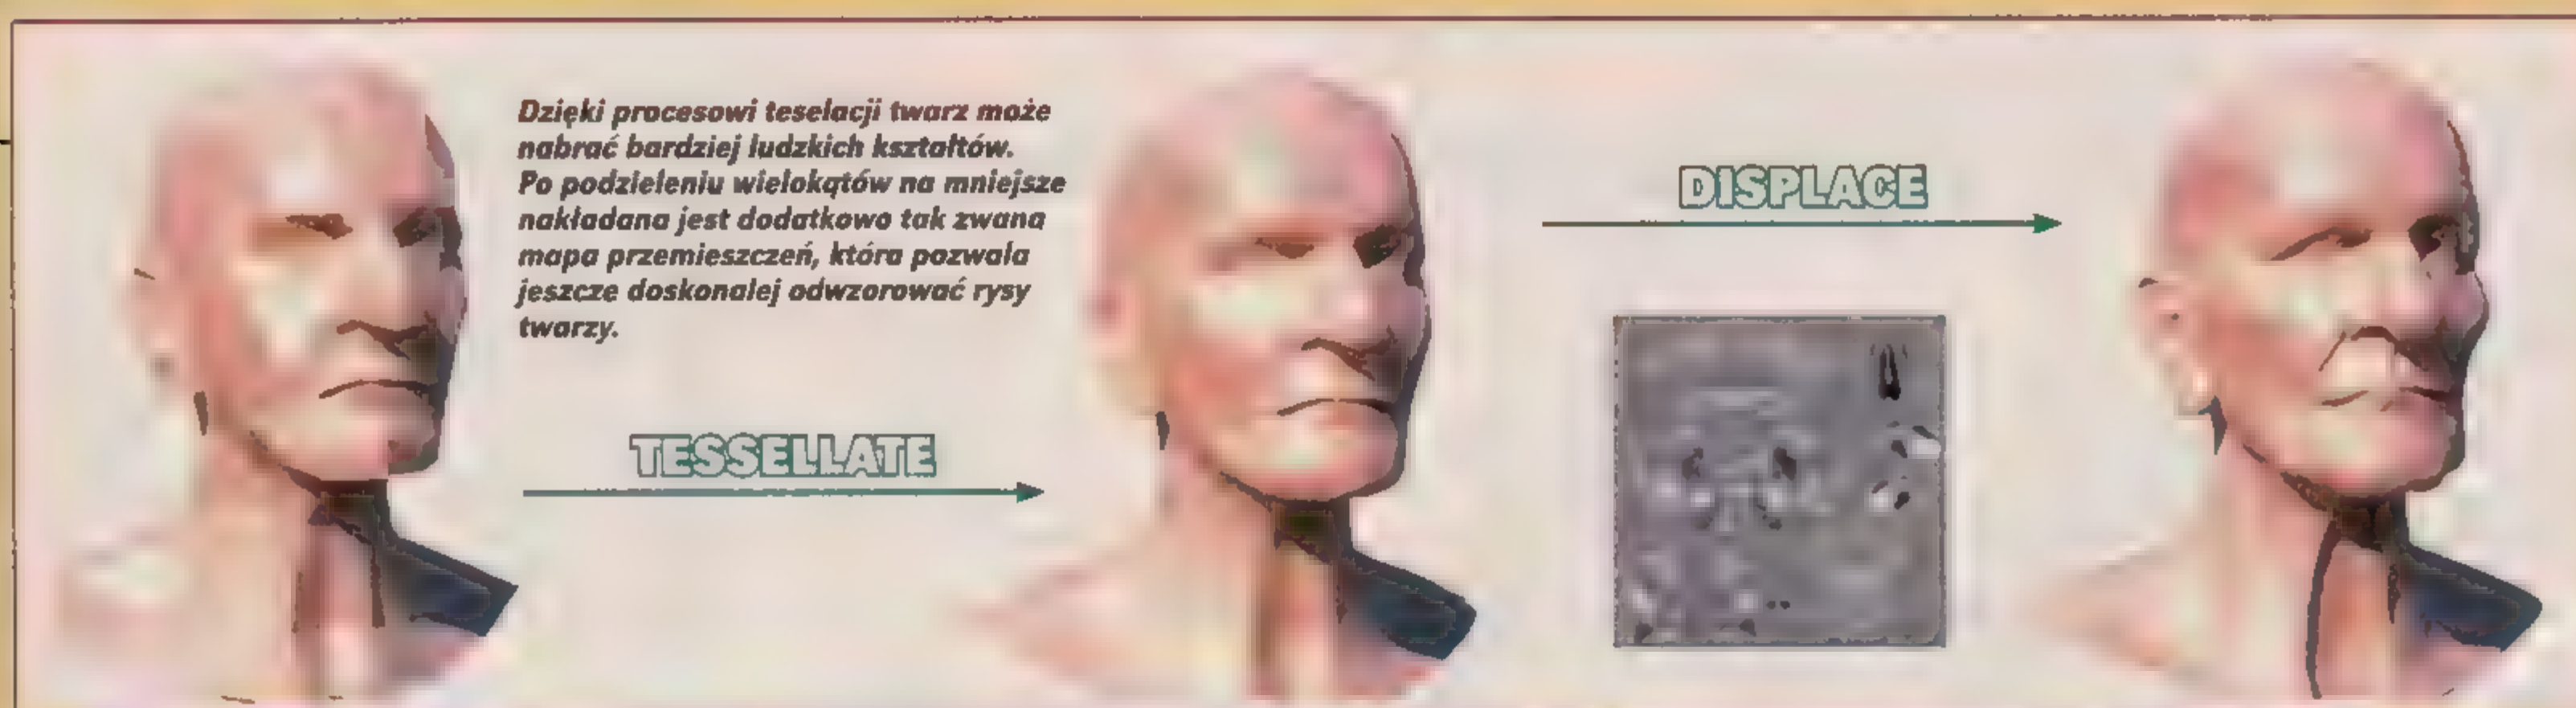 Dzięki procesowi teselacji twarz może
nabrać bardziej ludzkich kształtów.
Po podzieleniu wielokątów na mniejsze
nakładana jest dodatkowo tak zwana
mapa przemieszczeń, która pozwala
jeszcze doskonalej odwzorować rysy
twarzy.
TESSELLATE
DISPLACE